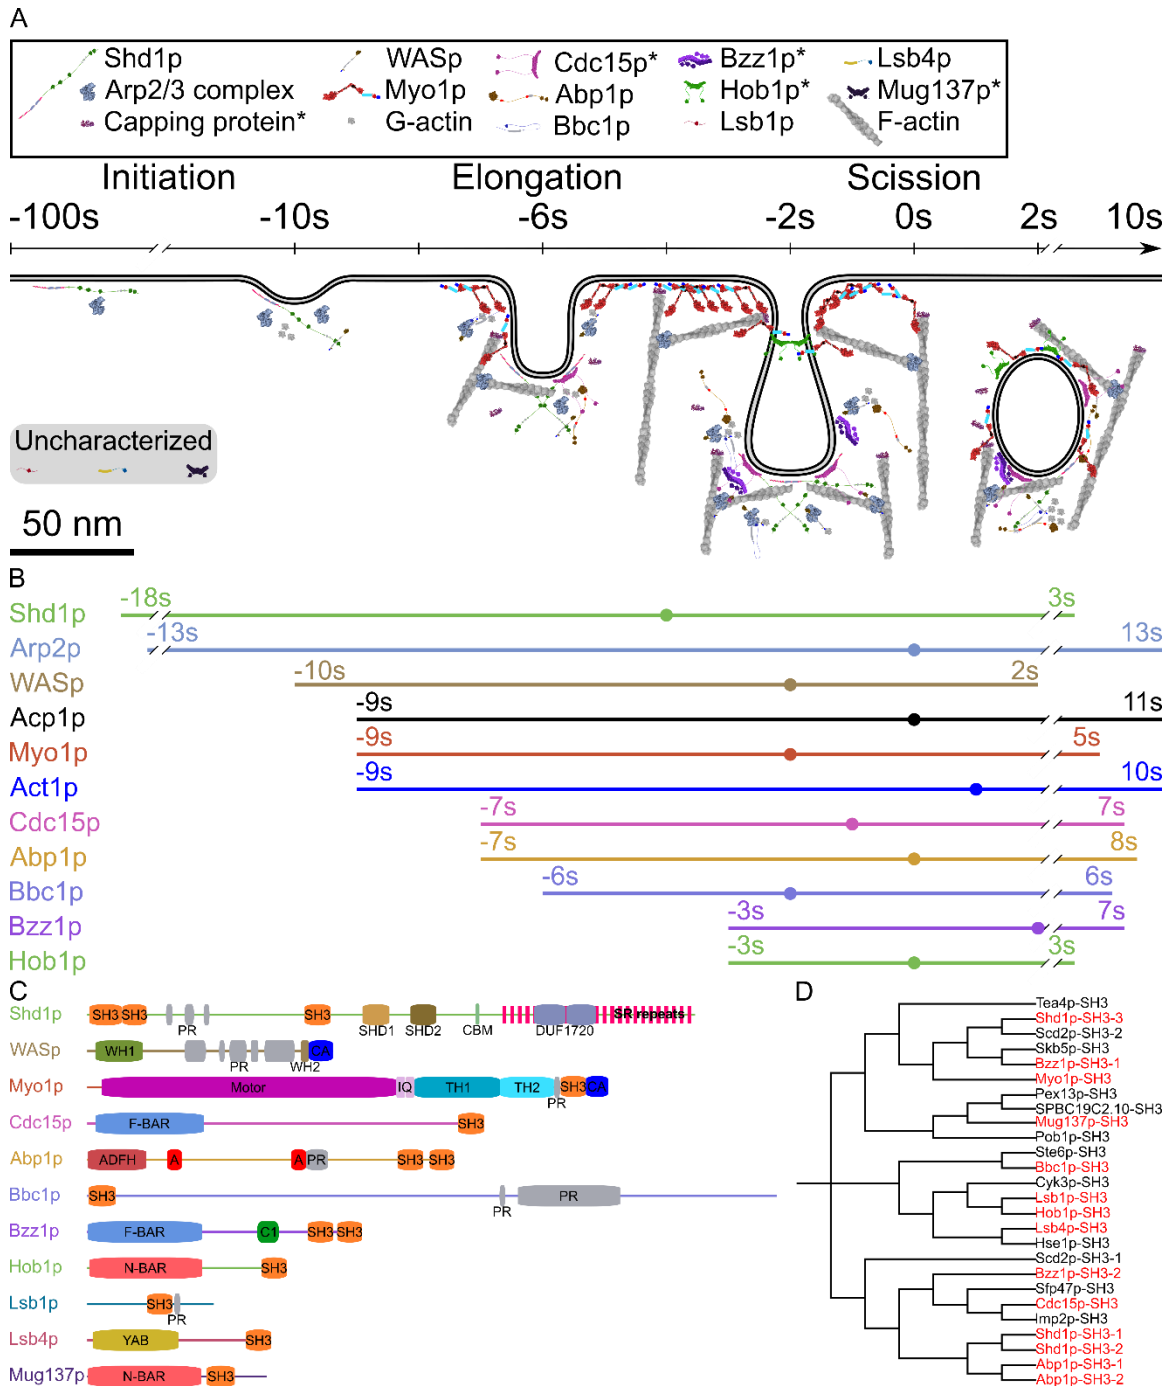 A
Shd1p WASp Cdc15p* Bzz1p* Lsb4p
Arp2/3 complex Myo1p Abp1p Hob1p* Mug137p*
Capping protein* G-actin Bbc1p Lsb1p F-actin
Initiation Elongation Scission
-100s -10s -6s -2s 0s 2s 10s
Uncharacterized
50 nm
B
Shd1p -18s 3s
Arp2p -13s 13s
WASp -10s 2s
Acp1p -9s 11s
Myo1p -9s 5s
Act1p -9s 10s
Cdc15p -7s 7s
Abp1p -7s 8s
Bbc1p -6s 6s
Bzz1p -3s 7s
Hob1p -3s 3s
C
Shd1p SH3 SH3 PR SH3 SHD1 SHD2 CBM DUF1720 SR repeats
WASp WH1 PR WH2 CA
Myo1p Motor IQ TH1 TH2 PR SH3 CA
Cdc15p F-BAR SH3
Abp1p ADFH A A PR SH3 SH3
Bbc1p SH3 PR PR
Bzz1p F-BAR C1 SH3 SH3
Hob1p N-BAR SH3
Lsb1p SH3 PR
Lsb4p YAB SH3
Mug137p N-BAR SH3
D
Tea4p-SH3
Shd1p-SH3-3
Scd2p-SH3-2
Skb5p-SH3
Bzz1p-SH3-1
Myo1p-SH3
Pex13p-SH3
SPBC19C2.10-SH3
Mug137p-SH3
Pob1p-SH3
Ste6p-SH3
Bbc1p-SH3
Cyk3p-SH3
Lsb1p-SH3
Hob1p-SH3
Lsb4p-SH3
Hse1p-SH3
Scd2p-SH3-1
Bzz1p-SH3-2
Sfp47p-SH3
Cdc15p-SH3
Imp2p-SH3
Shd1p-SH3-1
Shd1p-SH3-2
Abp1p-SH3-1
Abp1p-SH3-2